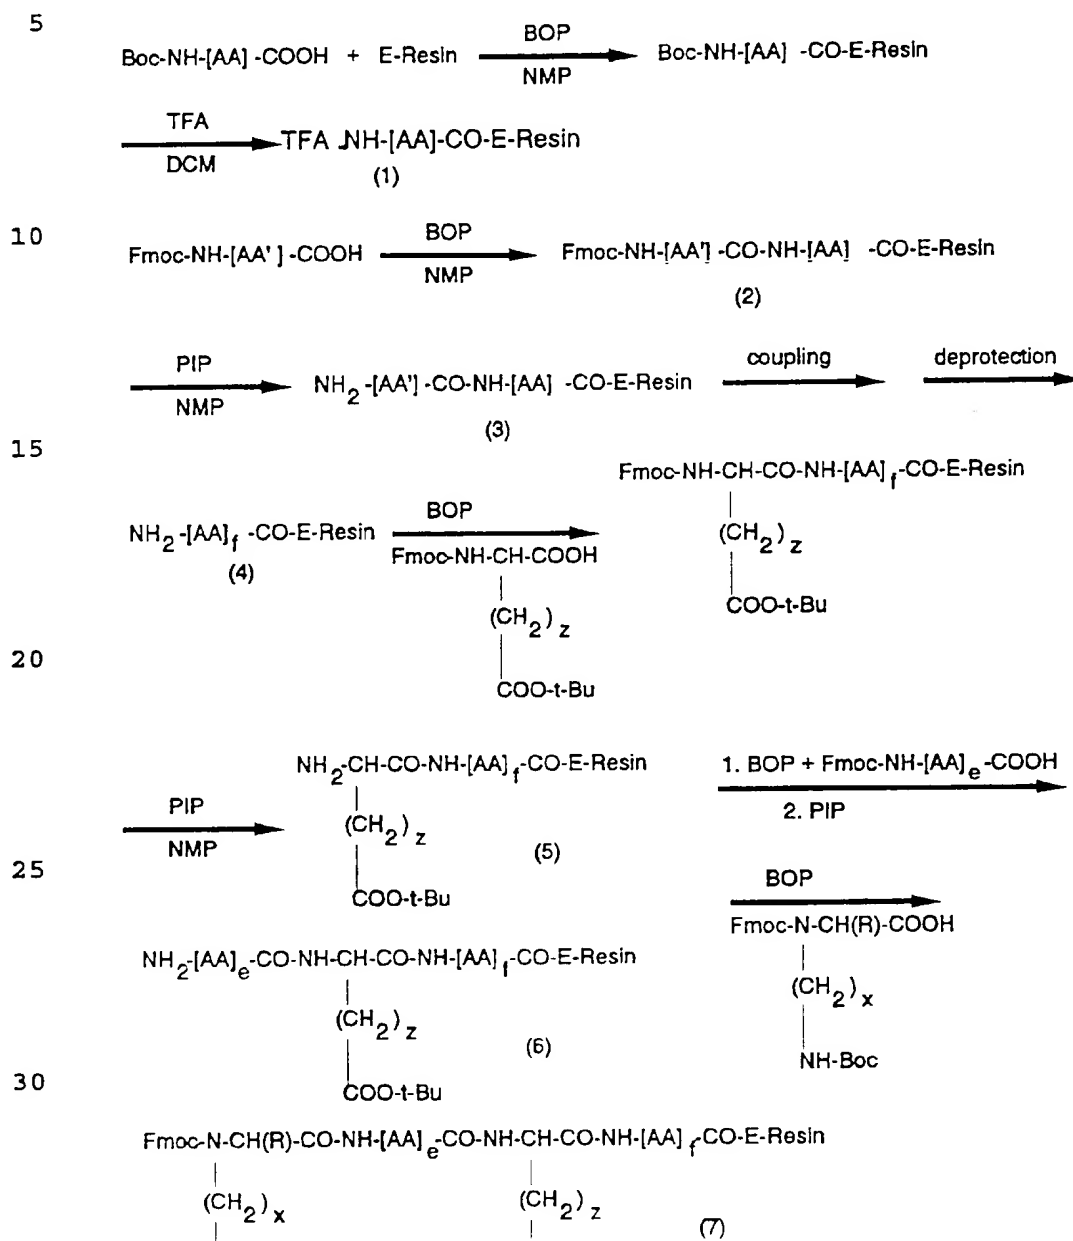 5
Boc-NH-[AA] -COOH + E-Resin BOP NMP Boc-NH-[AA] -CO-E-Resin
TFA DCM TFA .NH-[AA]-CO-E-Resin
(1)
10
Fmoc-NH-[AA' ] -COOH BOP NMP Fmoc-NH-[AA'] -CO-NH-[AA] -CO-E-Resin
(2)
PIP NMP NH2-[AA'] -CO-NH-[AA] -CO-E-Resin coupling deprotection
(3)
15
Fmoc-NH-CH-CO-NH-[AA]f-CO-E-Resin
(CH2)z
COO-t-Bu
NH2-[AA]f -CO-E-Resin BOP
(4)
Fmoc-NH-CH-COOH
(CH2)z
20
COO-t-Bu
PIP NMP NH2-CH-CO-NH-[AA]f-CO-E-Resin
(CH2)z
(5)
25
COO-t-Bu
1. BOP + Fmoc-NH-[AA]e-COOH
2. PIP
BOP
Fmoc-N-CH(R)-COOH
(CH2)x
NH-Boc
NH2-[AA]e-CO-NH-CH-CO-NH-[AA]f-CO-E-Resin
(CH2)z
(6)
30
COO-t-Bu
Fmoc-N-CH(R)-CO-NH-[AA]e-CO-NH-CH-CO-NH-[AA]f-CO-E-Resin
(CH2)x (CH2)z
(7)